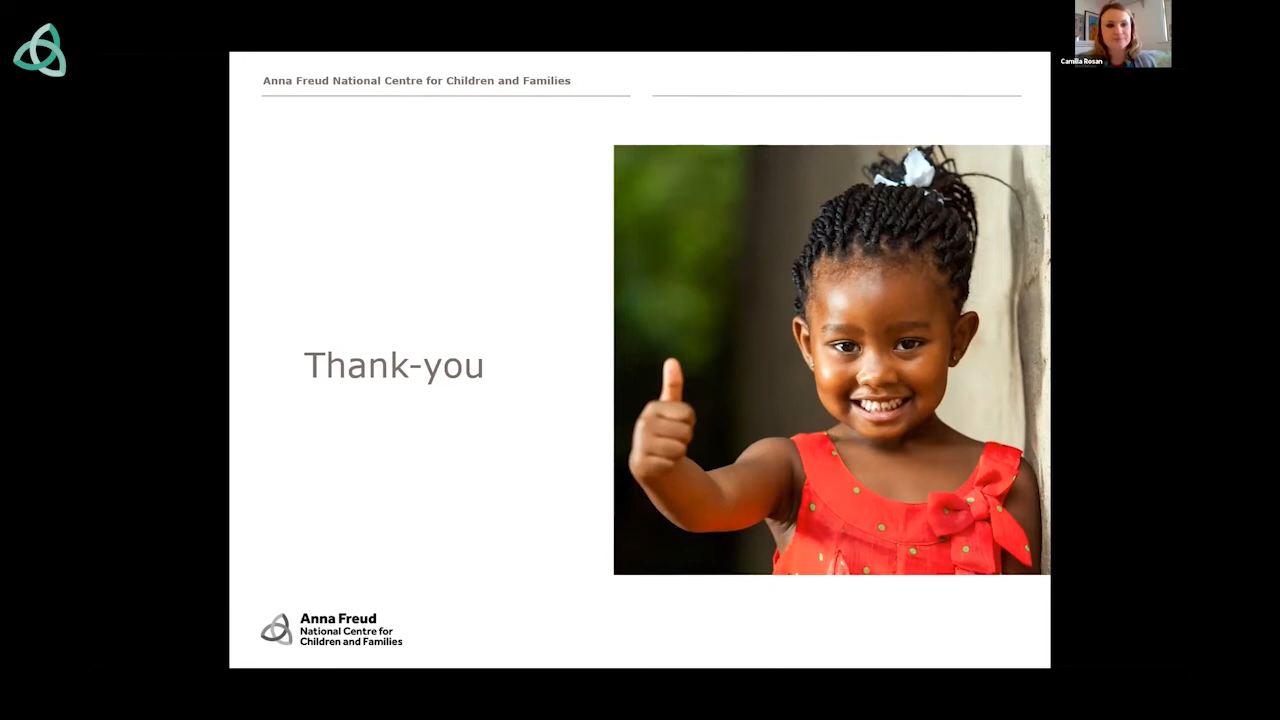 Camilla Rosan
Anna Freud National Centre for Children and Families
Thank-you
Anna Freud
National Centre for
Children and Families